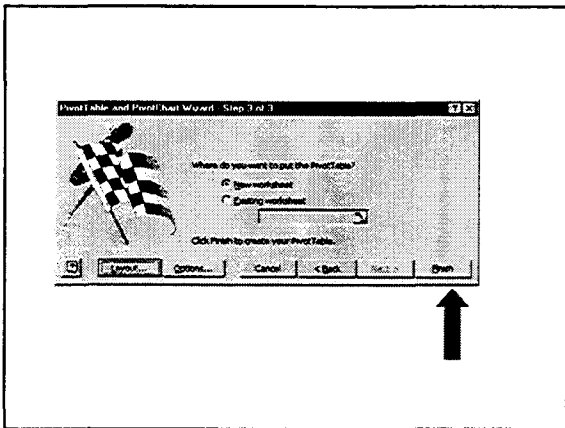 PivotTable and PivotChart Wizard - Step 3 of 3
Where do you want to put the PivotTable?
New worksheet
Existing worksheet
Click Finish to create your PivotTable.
Layout... Options... Cancel < Back Next > Finish